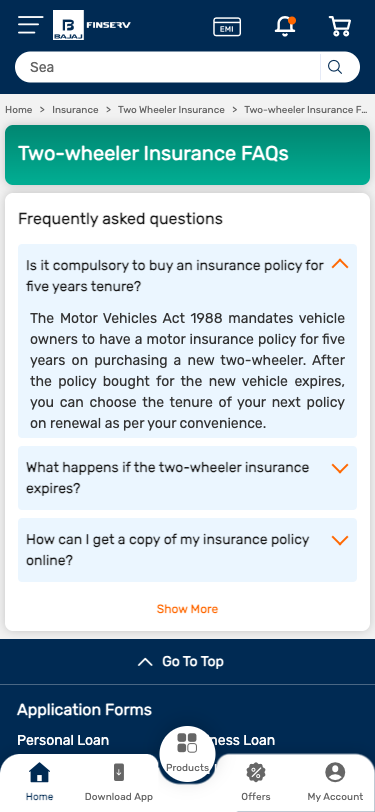 BAJAJ FINSERV
EMI
Sea
Home > Insurance > Two Wheeler Insurance > Two-wheeler Insurance F...
Two-wheeler Insurance FAQs
Frequently asked questions
Is it compulsory to buy an insurance policy for
five years tenure?
The Motor Vehicles Act 1988 mandates vehicle
owners to have a motor insurance policy for five
years on purchasing a new two-wheeler. After
the policy bought for the new vehicle expires,
you can choose the tenure of your next policy
on renewal as per your convenience.
What happens if the two-wheeler insurance
expires?
How can I get a copy of my insurance policy
online?
Show More
Go To Top
Application Forms
Personal Loan
ness Loan
Home
Download App
Products
Offers
My Account